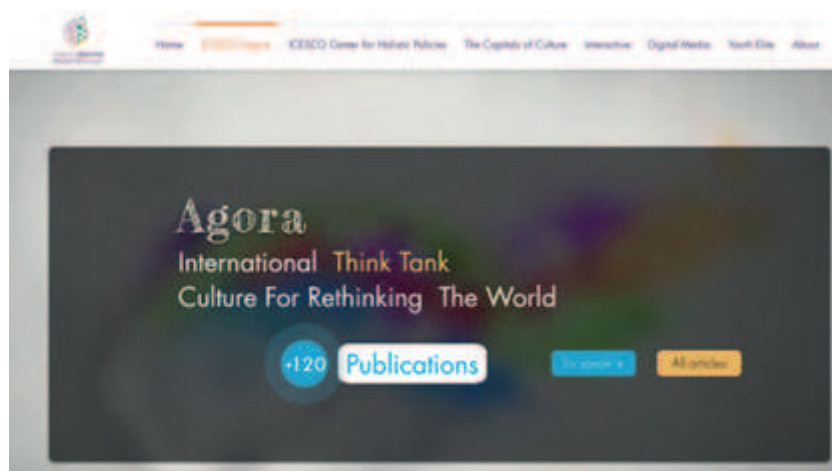 Home ICESCO Center for Holistic Policies The Capitals of Culture Interactive Digital Media Youth Elite About
Agora
International Think Tank
Culture For Rethinking The World
+120 Publications
All articles